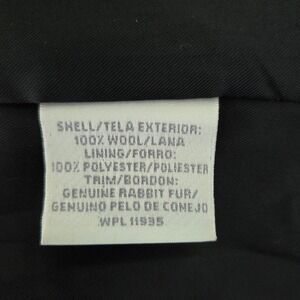 SHELL/TELA EXTERIOR:
100% WOOL/LANA
LINING/FORRO:
100% POLYESTER/POLIESTER
TRIM/BORDON:
GENUINE RABBIT FUR/
GENUINO PELO DE CONEJO
WPL 11935